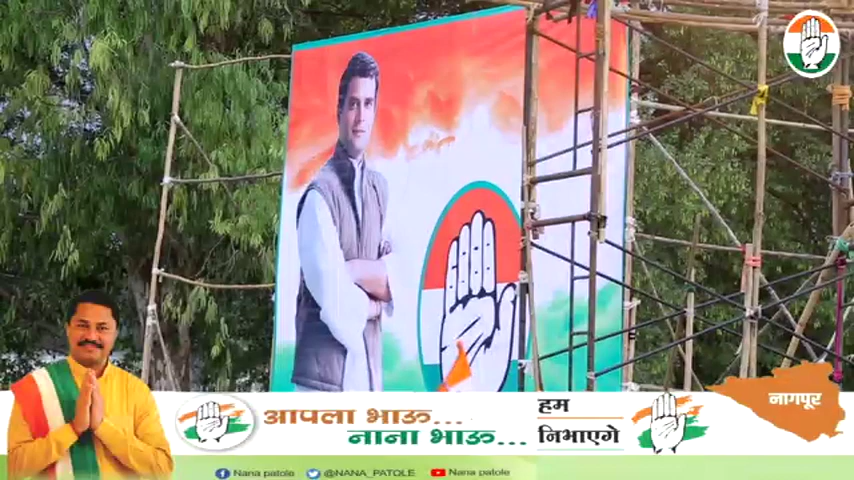 आपला भाऊ...
नाना भाऊ...
हम
निभाएगे
नागपूर
Nana patole
@NANA_PATOLE
Nana patole